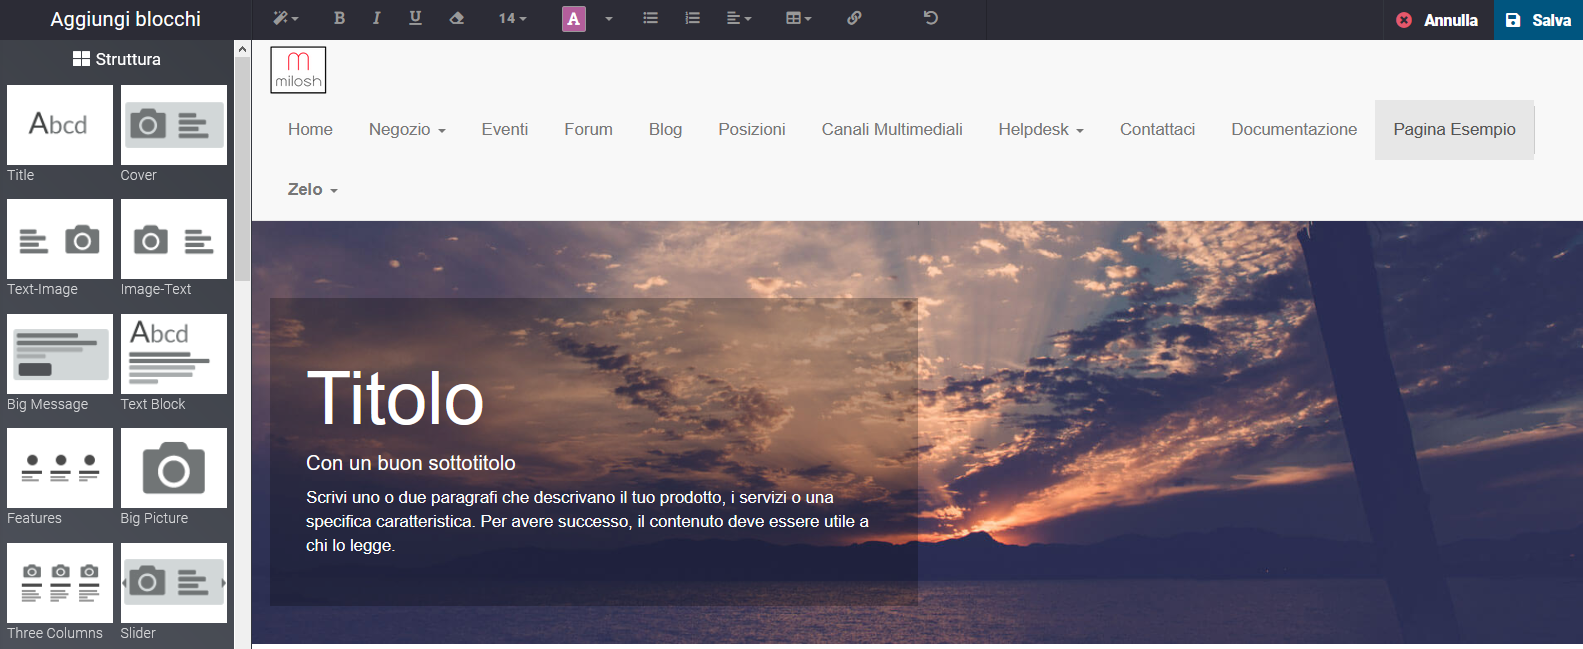 Aggiungi blocchi
B I U 14 A
Annulla
Salva
Struttura
Abcd
Title
Cover
Text-Image
Image-Text
Big Message
Abcd
Text Block
Features
Big Picture
Three Columns
Slider
milosh
Home Negozio Eventi Forum Blog Posizioni Canali Multimediali Helpdesk Contattaci Documentazione Pagina Esempio
Zelo
Titolo
Con un buon sottotitolo
Scrivi uno o due paragrafi che descrivano il tuo prodotto, i servizi o una
specifica caratteristica. Per avere successo, il contenuto deve essere utile a
chi lo legge.